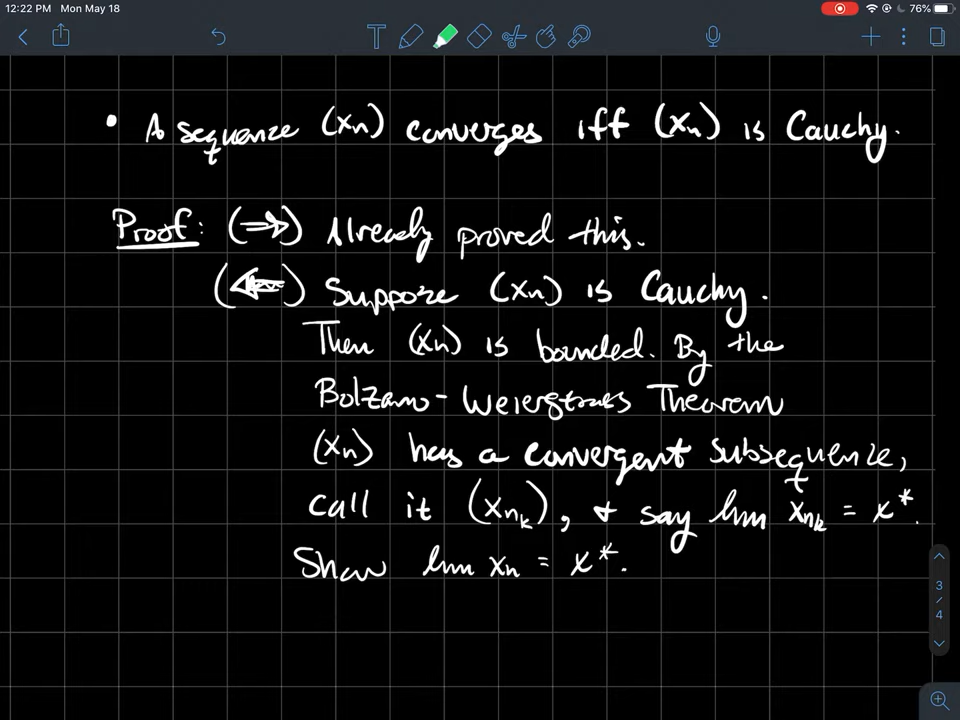 12:22 PM Mon May 18
76%
• A sequence (xn) converges iff (xn) is Cauchy.
Proof: (⇒) Already proved this.
(⇐) Suppose (xn) is Cauchy.
Then (xn) is bounded. By the
Bolzano-Weierstrass Theorem
(xn) has a convergent subsequence,
call it (xnk), & say lim xnk = x*.
Show lim xn = x*.
3
/
4